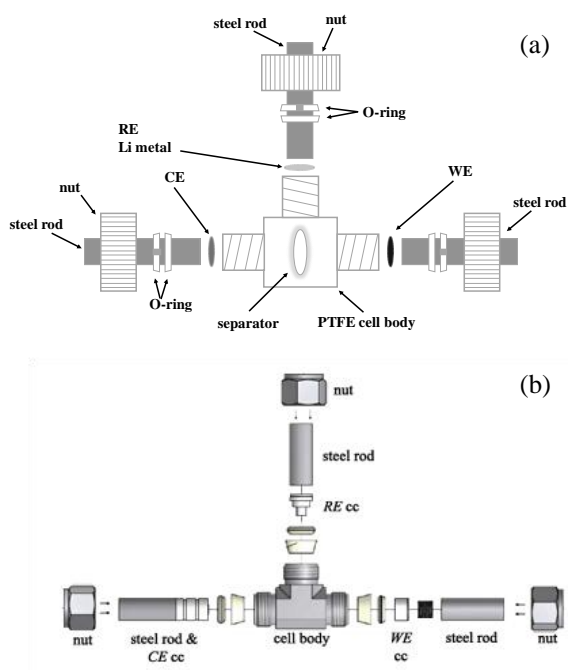 steel rod
nut
(a)
O-ring
RE
Li metal
CE
WE
nut
steel rod
steel rod
O-ring
separator
PTFE cell body
(b)
nut
steel rod
RE cc
nut
steel rod &
CE cc
cell body
WE
cc
steel rod
nut